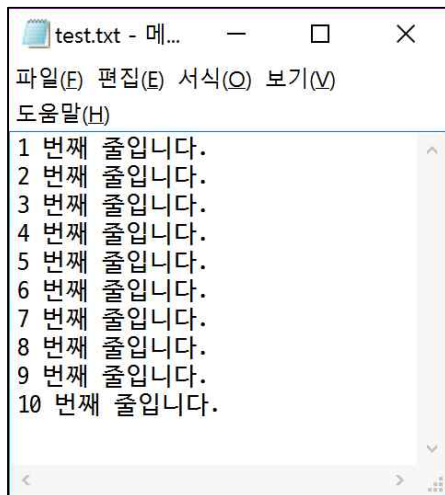 test.txt - 메...
파일(F) 편집(E) 서식(O) 보기(V)
도움말(H)
1 번째 줄입니다.
2 번째 줄입니다.
3 번째 줄입니다.
4 번째 줄입니다.
5 번째 줄입니다.
6 번째 줄입니다.
7 번째 줄입니다.
8 번째 줄입니다.
9 번째 줄입니다.
10 번째 줄입니다.